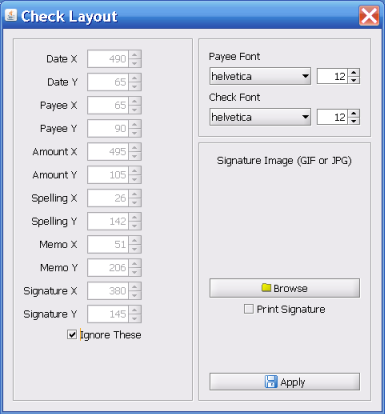 Check Layout
Date X 490
Date Y 65
Payee X 65
Payee Y 90
Amount X 495
Amount Y 105
Spelling X 26
Spelling Y 142
Memo X 51
Memo Y 206
Signature X 380
Signature Y 145
Ignore These
Payee Font
helvetica 12
Check Font
helvetica 12
Signature Image (GIF or JPG)
Browse
Print Signature
Apply